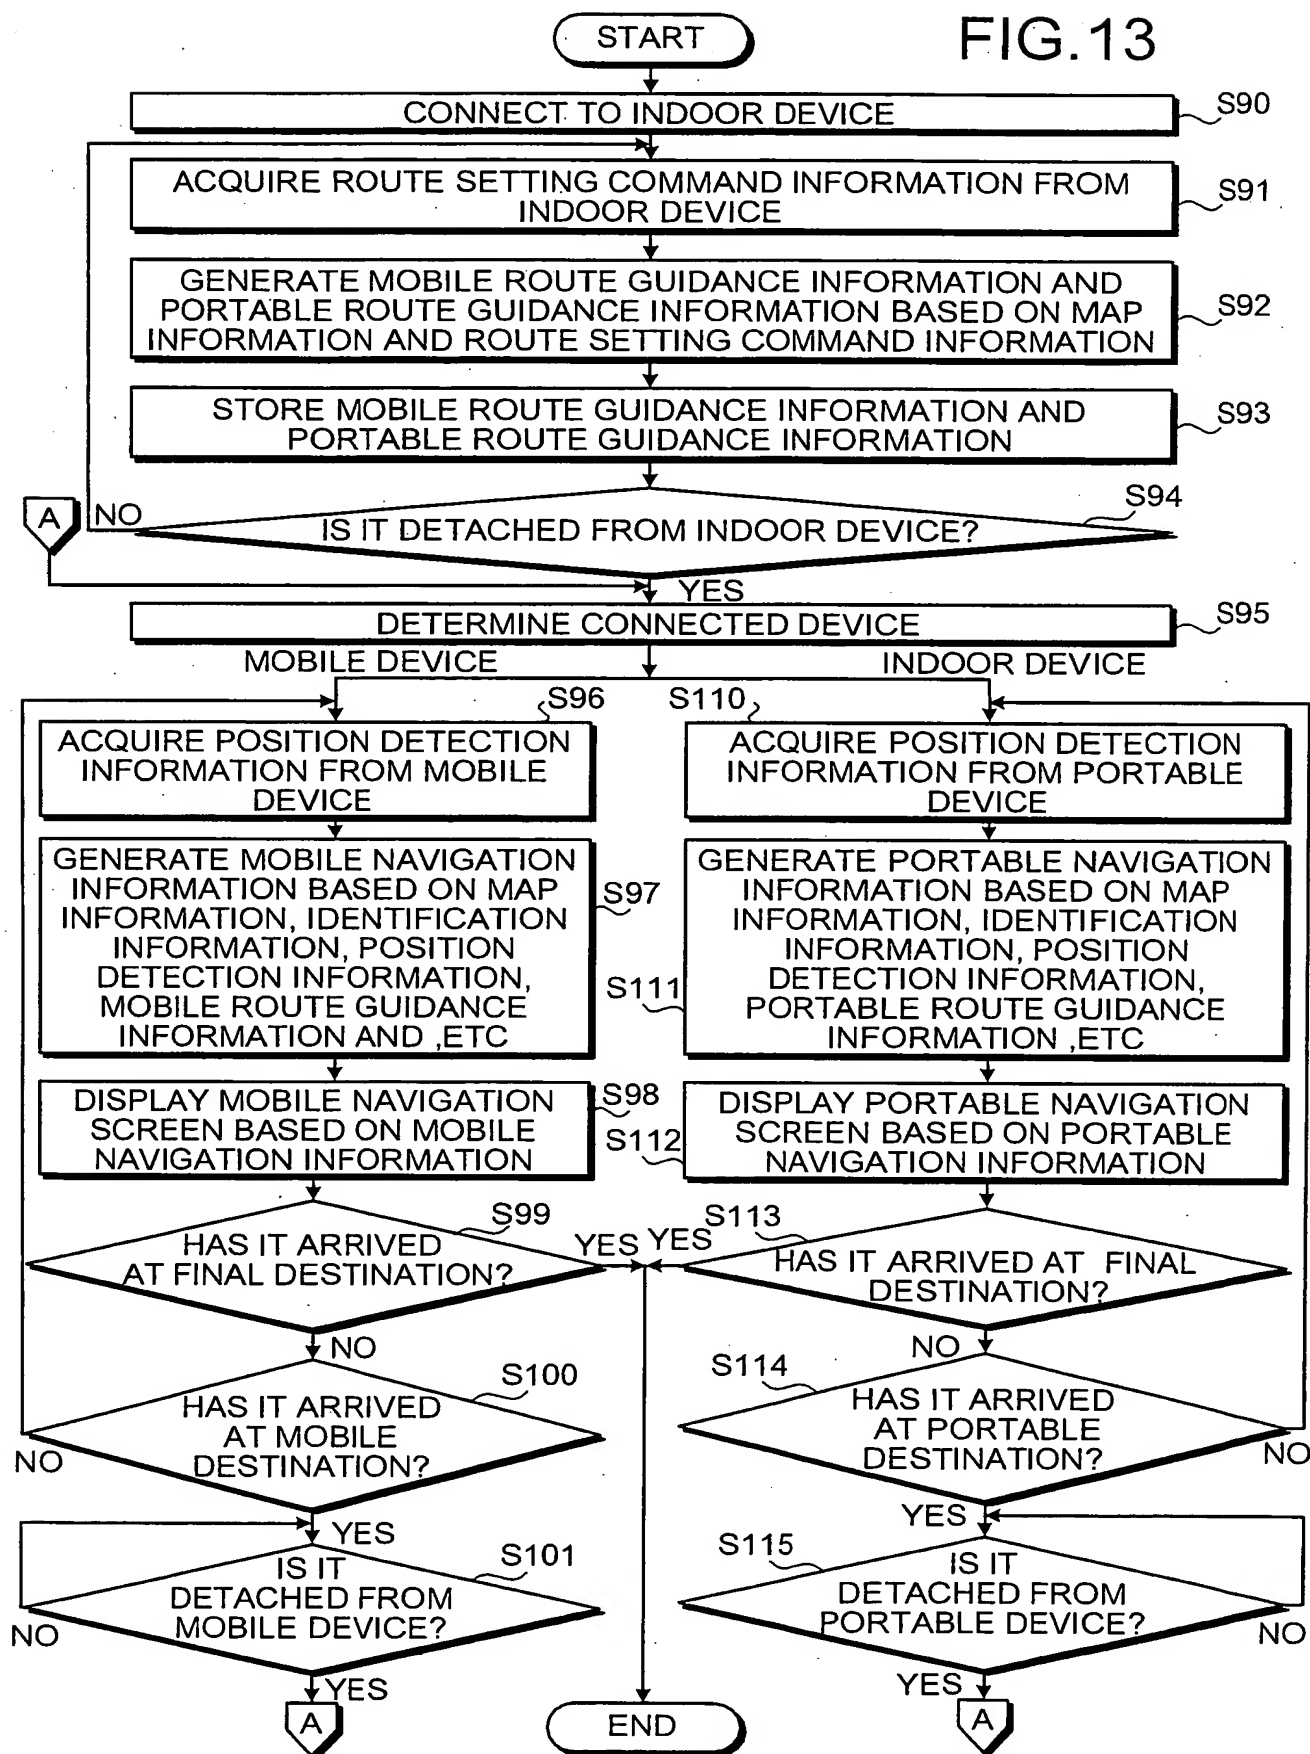 START
FIG.13
CONNECT TO INDOOR DEVICE
S90
ACQUIRE ROUTE SETTING COMMAND INFORMATION FROM
INDOOR DEVICE
S91
GENERATE MOBILE ROUTE GUIDANCE INFORMATION AND
PORTABLE ROUTE GUIDANCE INFORMATION BASED ON MAP
INFORMATION AND ROUTE SETTING COMMAND INFORMATION
S92
STORE MOBILE ROUTE GUIDANCE INFORMATION AND
PORTABLE ROUTE GUIDANCE INFORMATION
S93
A
NO
IS IT DETACHED FROM INDOOR DEVICE?
S94
YES
DETERMINE CONNECTED DEVICE
S95
MOBILE DEVICE
INDOOR DEVICE
S96
ACQUIRE POSITION DETECTION
INFORMATION FROM MOBILE
DEVICE
GENERATE MOBILE NAVIGATION
INFORMATION BASED ON MAP
INFORMATION, IDENTIFICATION
INFORMATION, POSITION
DETECTION INFORMATION,
MOBILE ROUTE GUIDANCE
INFORMATION AND ,ETC
S97
DISPLAY MOBILE NAVIGATION
SCREEN BASED ON MOBILE
NAVIGATION INFORMATION
S98
S99
HAS IT ARRIVED
AT FINAL DESTINATION?
YES
NO
S100
HAS IT ARRIVED
AT MOBILE
DESTINATION?
NO
YES
S101
IS IT
DETACHED FROM
MOBILE DEVICE?
NO
YES
A
S110
ACQUIRE POSITION DETECTION
INFORMATION FROM PORTABLE
DEVICE
GENERATE PORTABLE NAVIGATION
INFORMATION BASED ON MAP
INFORMATION, IDENTIFICATION
INFORMATION, POSITION
DETECTION INFORMATION,
PORTABLE ROUTE GUIDANCE
INFORMATION ,ETC
S111
DISPLAY PORTABLE NAVIGATION
SCREEN BASED ON PORTABLE
NAVIGATION INFORMATION
S112
S113
YES
HAS IT ARRIVED AT FINAL
DESTINATION?
NO
S114
HAS IT ARRIVED
AT PORTABLE
DESTINATION?
NO
YES
S115
IS IT
DETACHED FROM
PORTABLE DEVICE?
NO
YES
A
END